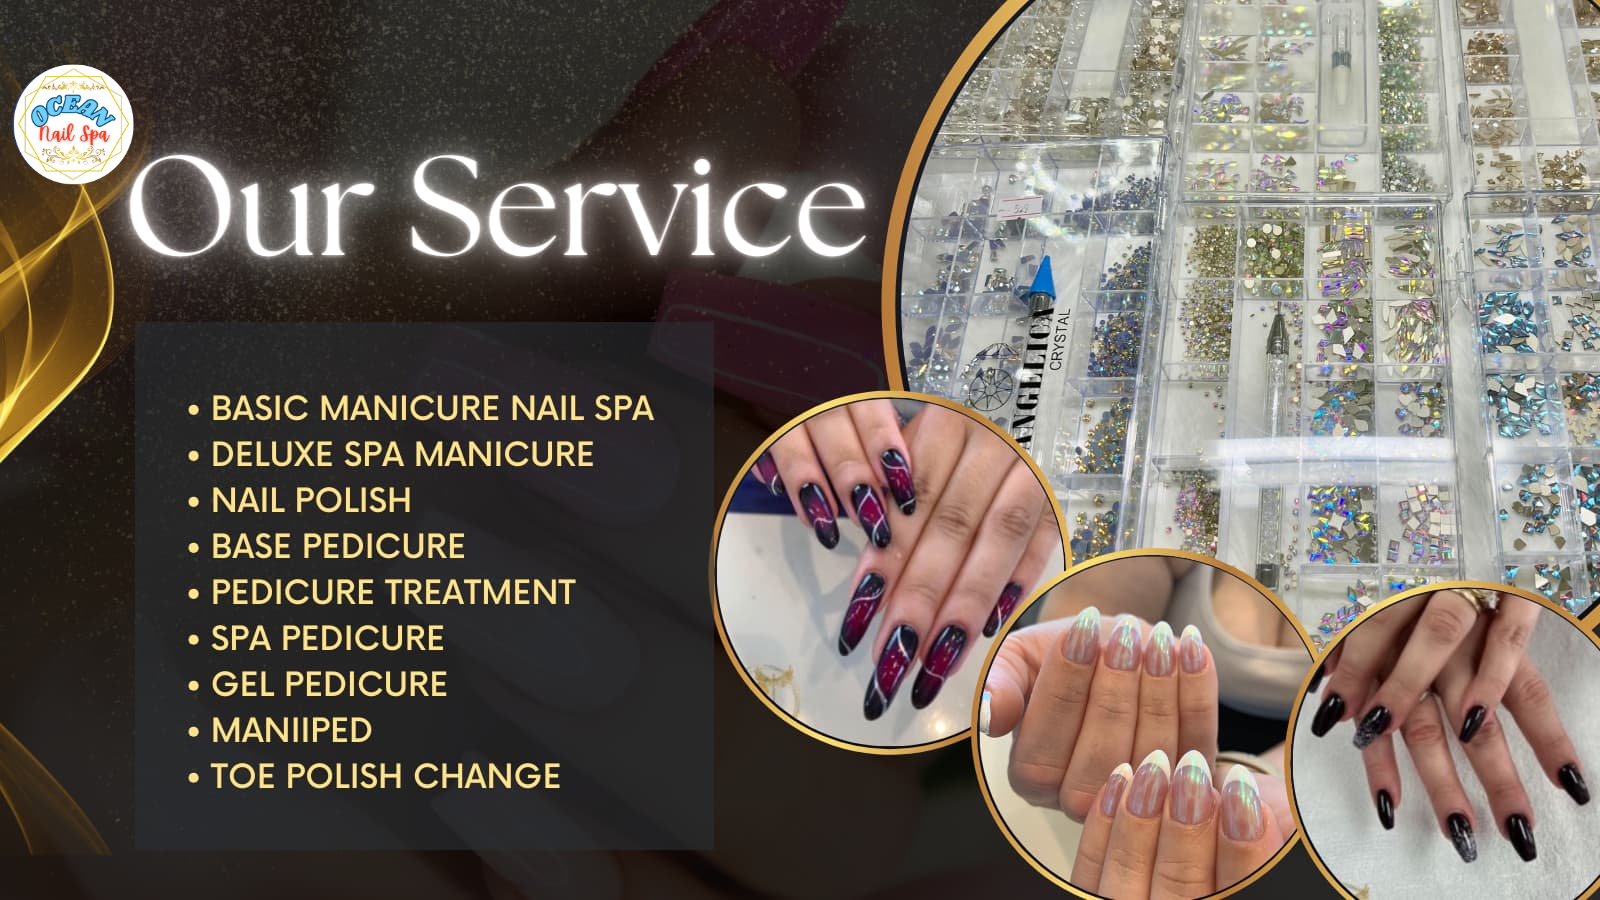 OCEAN
Nail Spa
Our Service
• BASIC MANICURE NAIL SPA
• DELUXE SPA MANICURE
• NAIL POLISH
• BASE PEDICURE
• PEDICURE TREATMENT
• SPA PEDICURE
• GEL PEDICURE
• MANIIPED
• TOE POLISH CHANGE
ANGELICA
CRYSTAL